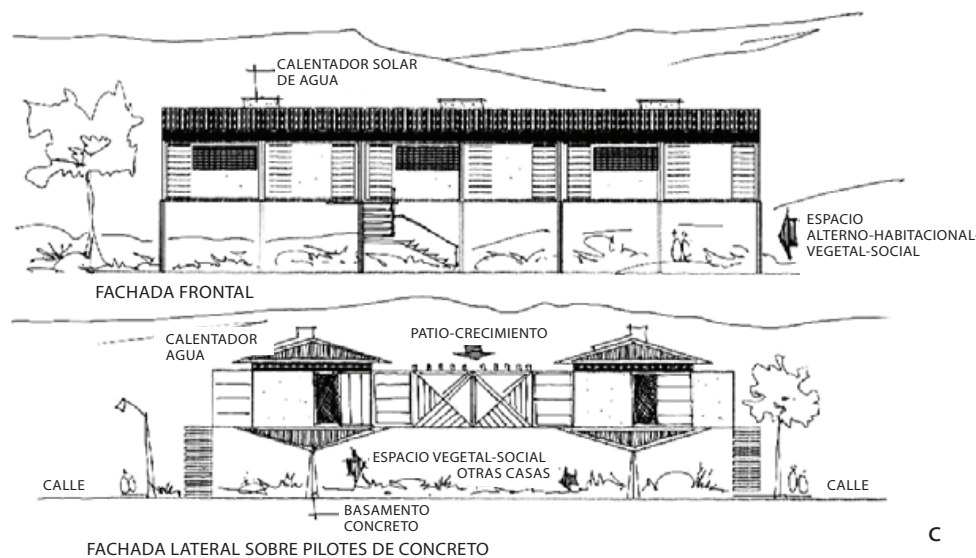 CALENTADOR SOLAR
DE AGUA
ESPACIO
ALTERNO-HABITACIONAL-
VEGETAL-SOCIAL
FACHADA FRONTAL
CALENTADOR
AGUA
PATIO-CRECIMIENTO
ESPACIO VEGETAL-SOCIAL
OTRAS CASAS
CALLE
CALLE
BASAMENTO
CONCRETO
FACHADA LATERAL SOBRE PILOTES DE CONCRETO
C